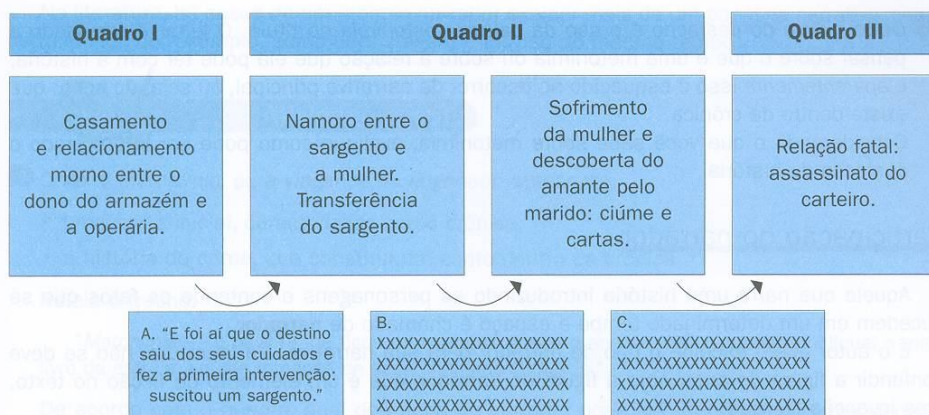 Quadro I
Quadro II
Quadro III
Casamento
e relacionamento
morno entre o
dono do armazém e
a operária.
Namoro entre o
sargento e
a mulher.
Transferência
do sargento.
Sofrimento
da mulher e
descoberta do
amante pelo
marido: ciúme e
cartas.
Relação fatal:
assassinato do
carteiro.
A. “E foi aí que o diabo
saiu dos seus cuidados e
fez a primeira intervenção:
suscitou um sargento.”
B.
XXXXXXXXXXXXXXXXXXXX
XXXXXXXXXXXXXXXXXXXX
XXXXXXXXXXXXXXXXXXXX
XXXXXXXXXXXXXXXXXXXX
C.
XXXXXXXXXXXXXXXXXXXX
XXXXXXXXXXXXXXXXXXXX
XXXXXXXXXXXXXXXXXXXX
XXXXXXXXXXXXXXXXXXXX